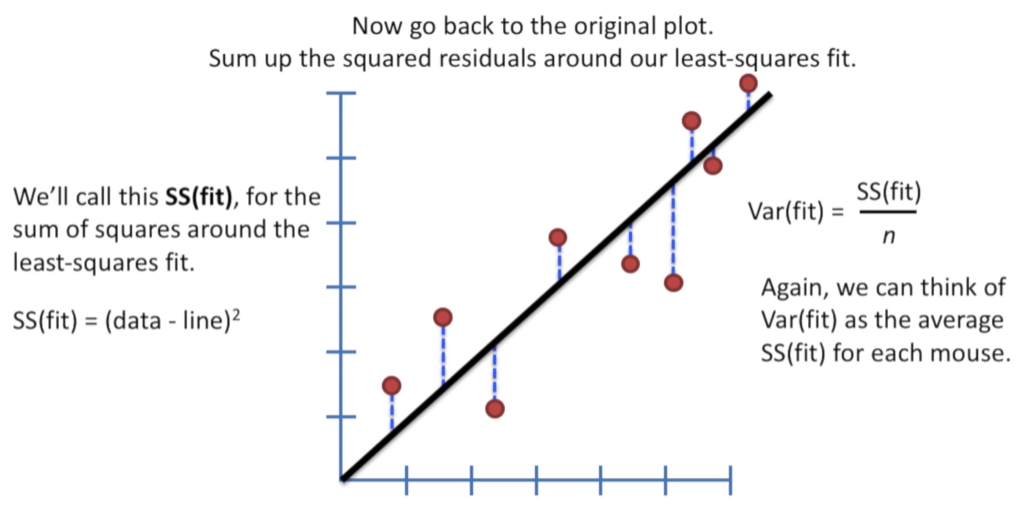 Now go back to the original plot.
Sum up the squared residuals around our least-squares fit.
We'll call this SS(fit), for the
sum of squares around the
least-squares fit.
SS(fit) = (data - line)²
Var(fit) = SS(fit)
n
Again, we can think of
Var(fit) as the average
SS(fit) for each mouse.